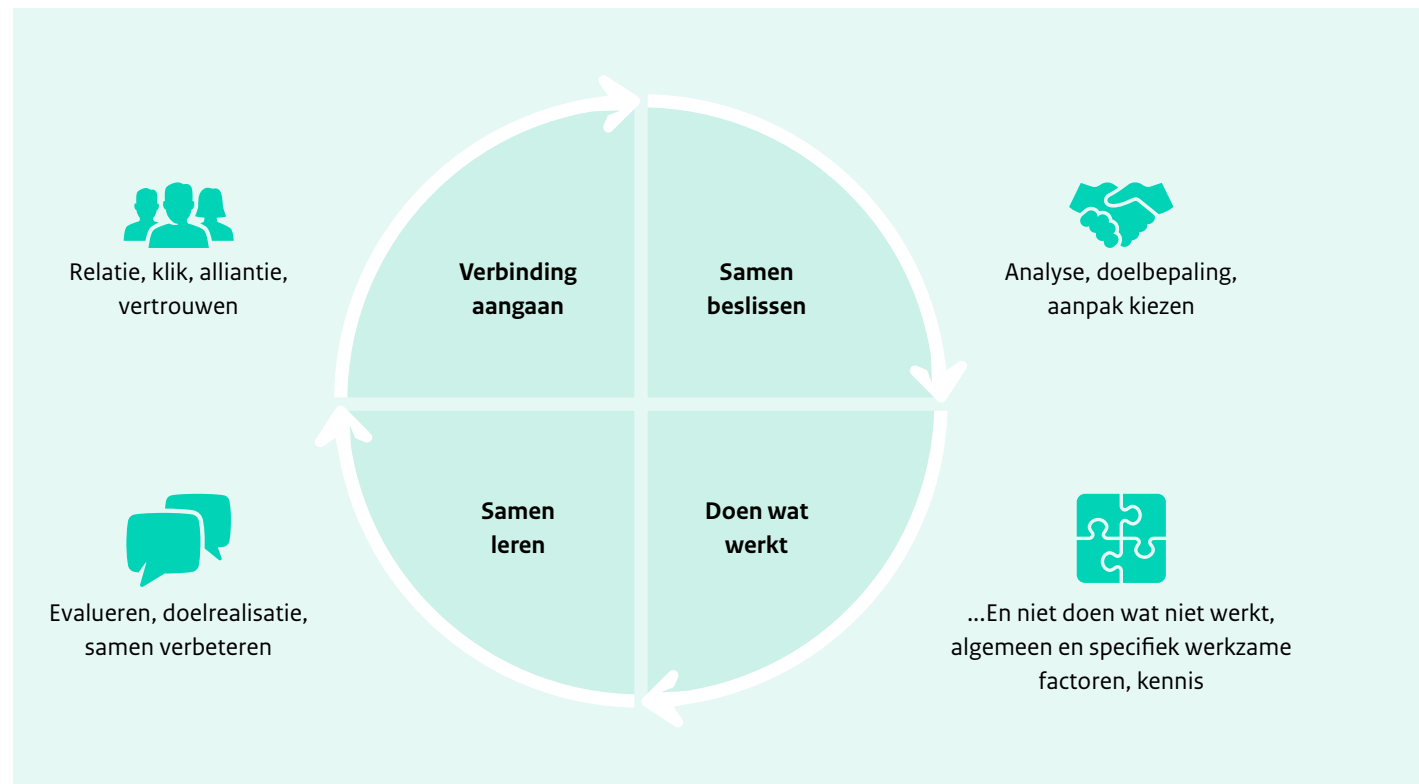 Relatie, klik, alliantie,
vertrouwen
Verbinding
aangaan
Samen
beslissen
Analyse, doelbepaling,
aanpak kiezen
Evalueren, doelrealisatie,
samen verbeteren
Samen
leren
Doen wat
werkt
...En niet doen wat niet werkt,
algemeen en specifiek werkzame
factoren, kennis